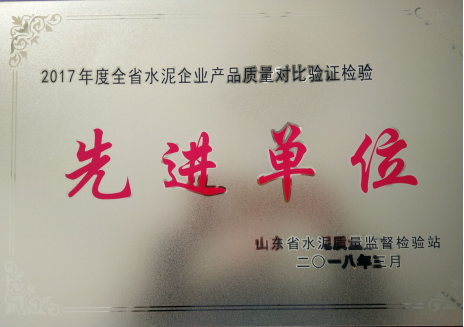 2017年度全省水泥企业产品质量对比验证检验
先进单位
山东省水泥质量监督检验站
二〇一八年三月